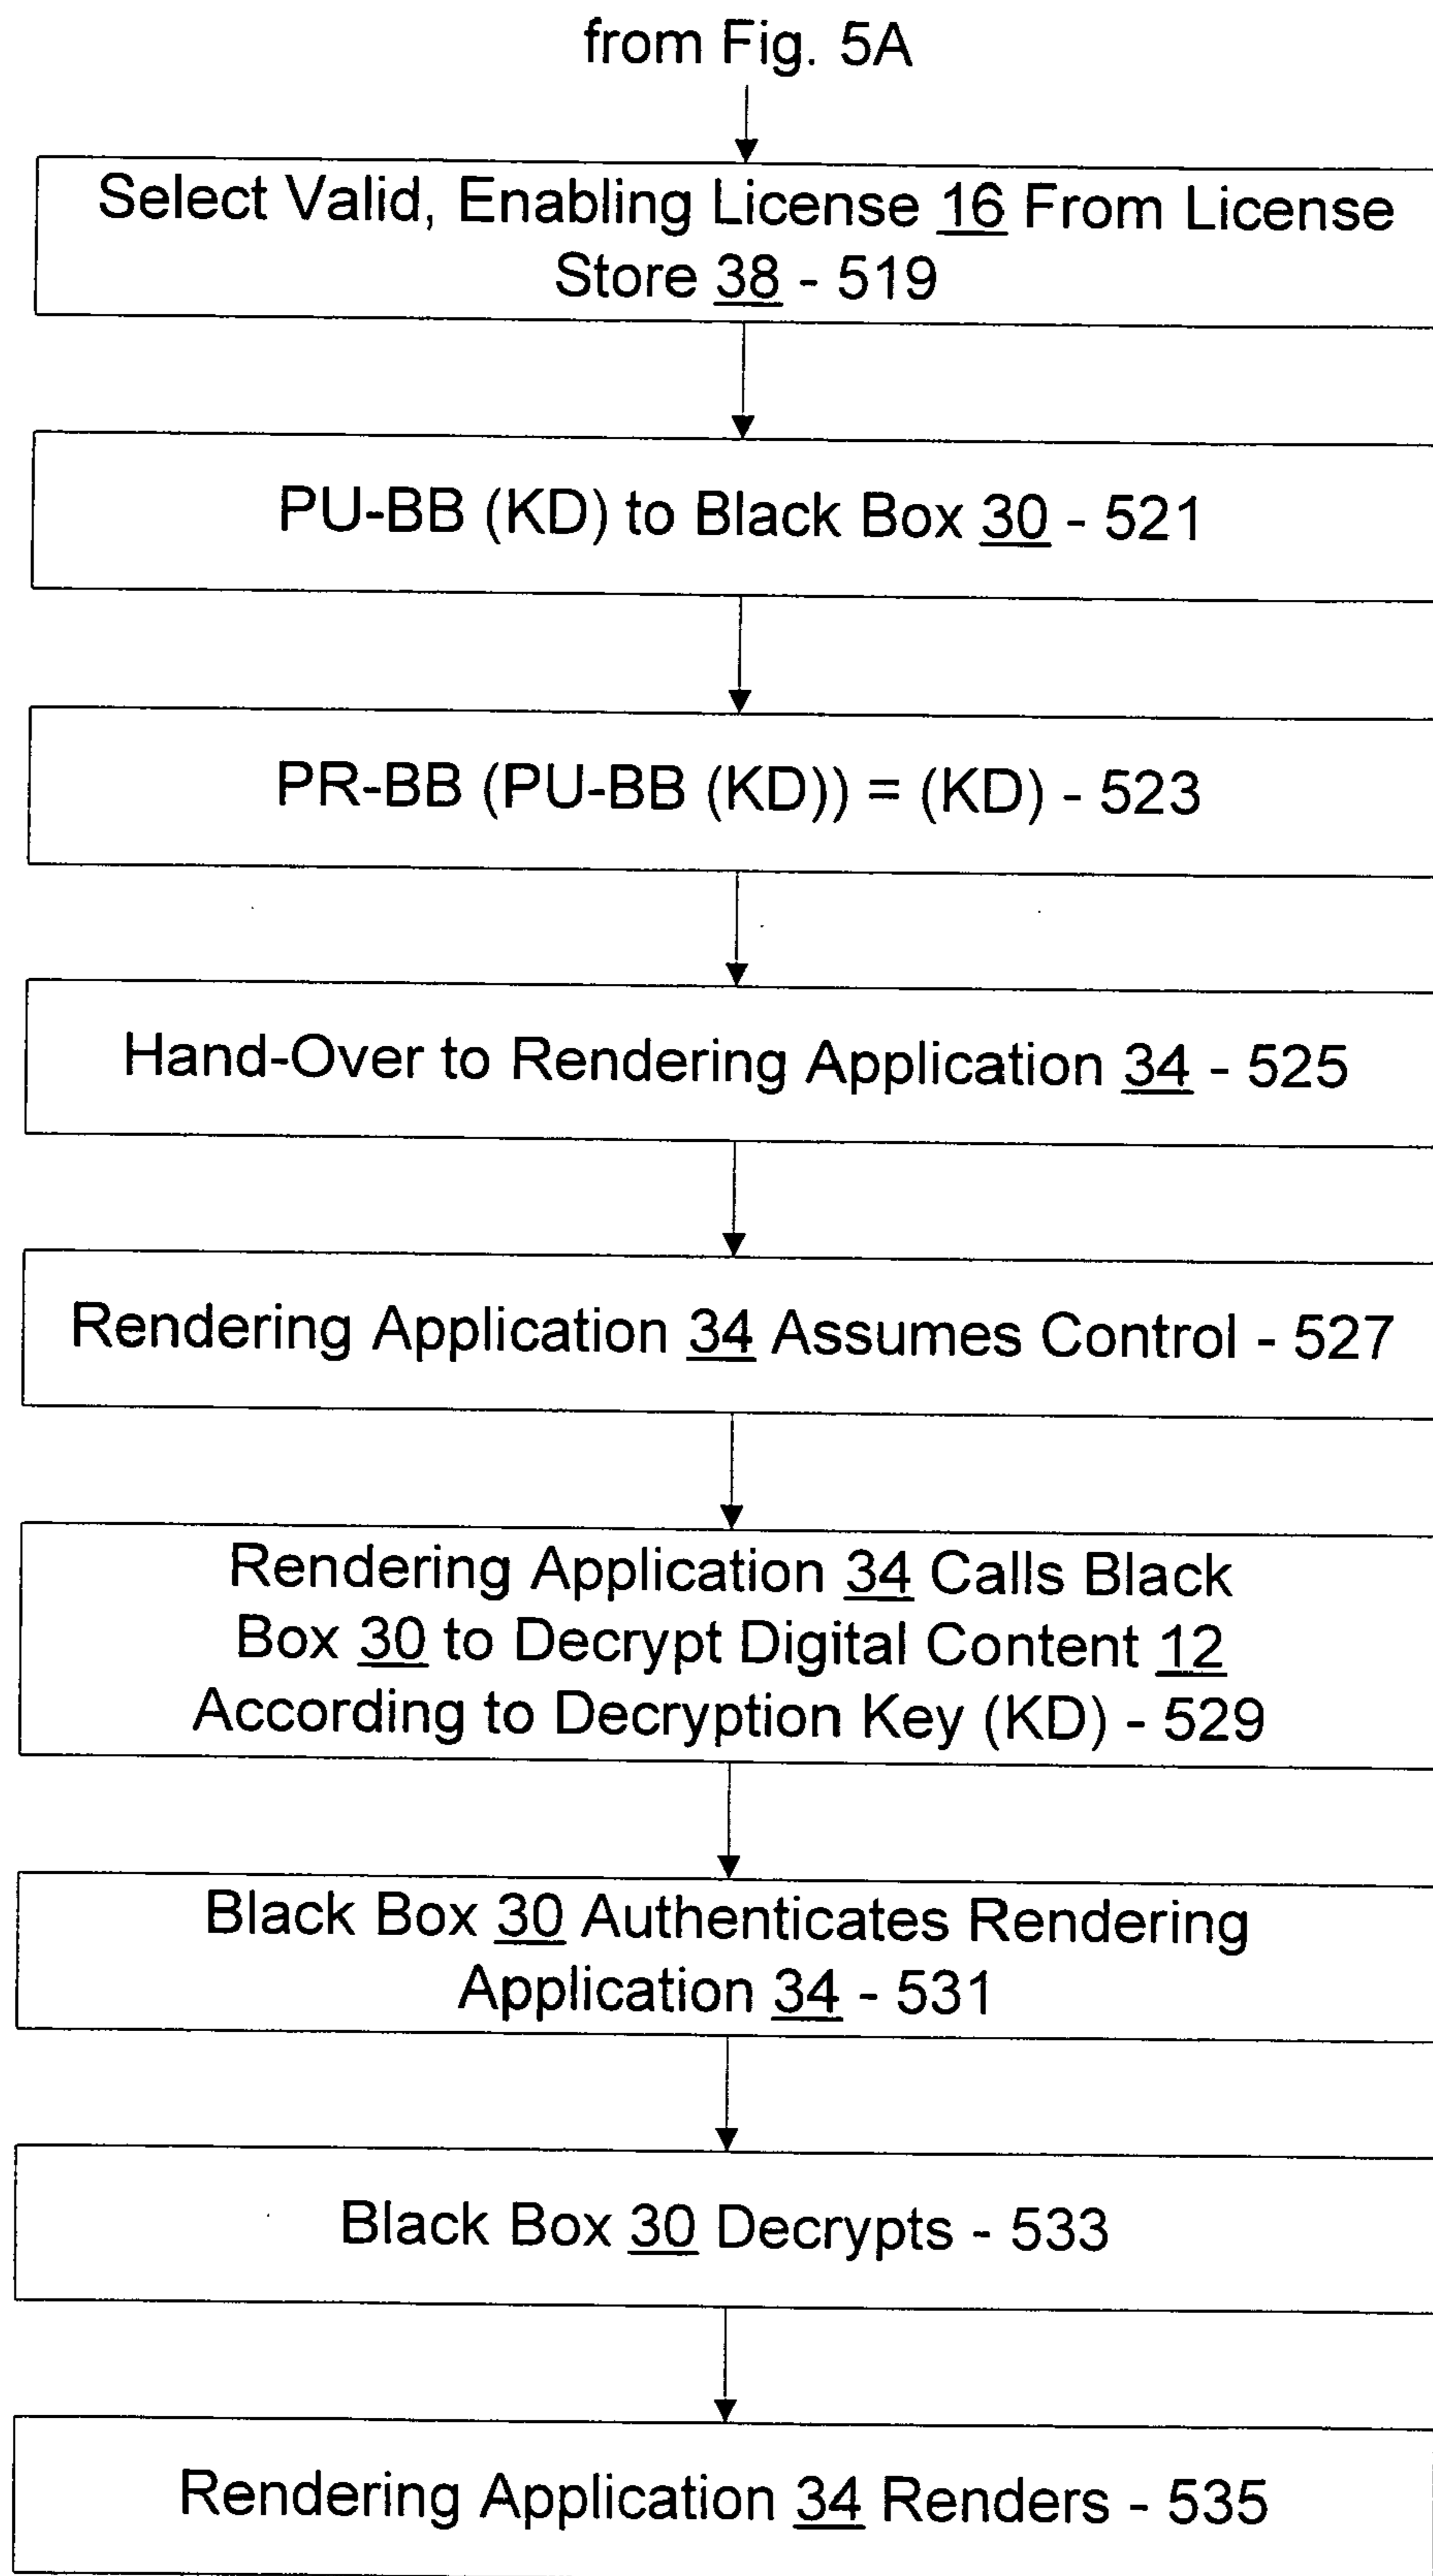 from Fig. 5A
Select Valid, Enabling License 16 From License
Store 38 - 519
PU-BB (KD) to Black Box 30 - 521
PR-BB (PU-BB (KD)) = (KD) - 523
Hand-Over to Rendering Application 34 - 525
Rendering Application 34 Assumes Control - 527
Rendering Application 34 Calls Black
Box 30 to Decrypt Digital Content 12
According to Decryption Key (KD) - 529
Black Box 30 Authenticates Rendering
Application 34 - 531
Black Box 30 Decrypts - 533
Rendering Application 34 Renders - 535